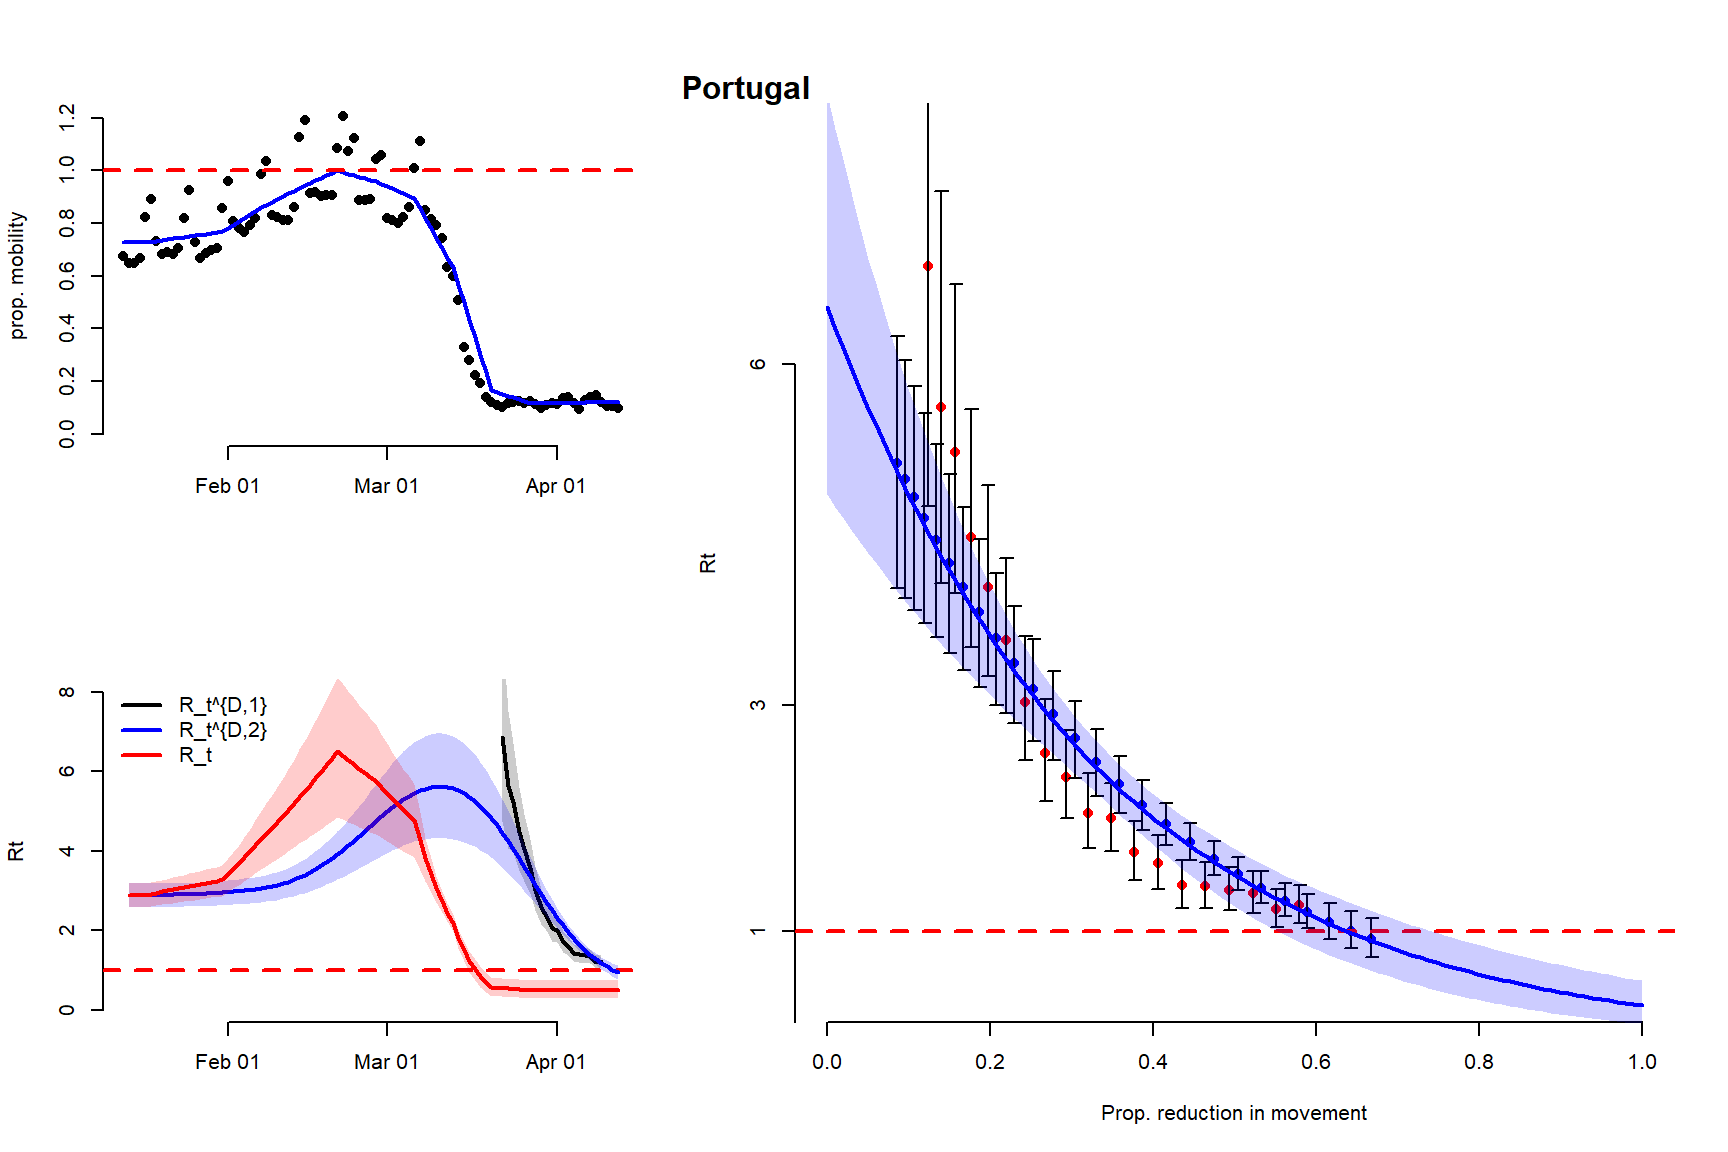 Portugal
prop. mobility
1.2
1.0
0.8
0.6
0.4
0.2
0.0
Feb 01 Mar 01 Apr 01
Rt
8
6
4
2
0
R_t^{D,1}
R_t^{D,2}
R_t
Feb 01 Mar 01 Apr 01
Rt
6
3
1
0.0 0.2 0.4 0.6 0.8 1.0
Prop. reduction in movement